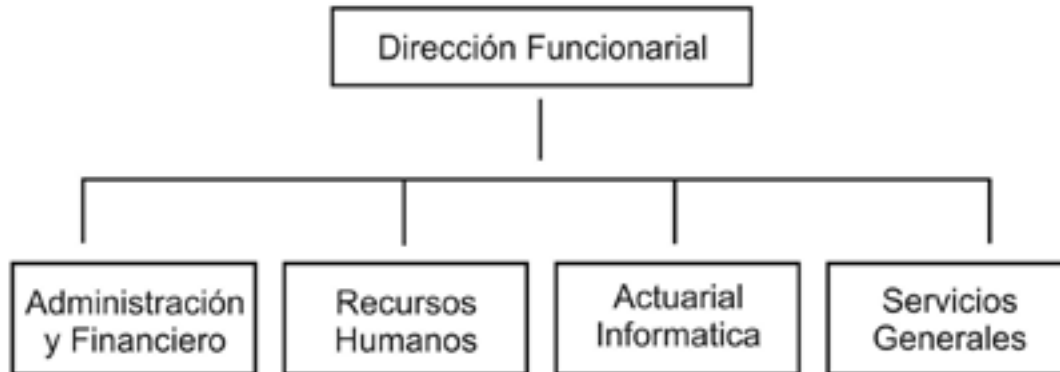 Dirección Funcionarial
Administración
y Financiero
Recursos
Humanos
Actuarial
Informatica
Servicios
Generales